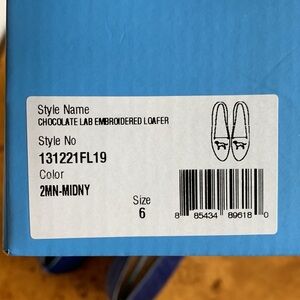 Style Name
CHOCOLATE LAB EMBROIDERED LOAFER
Style No
131221FL19
Color
2MN-MIDNY
Size
6
8 85434 89618 0